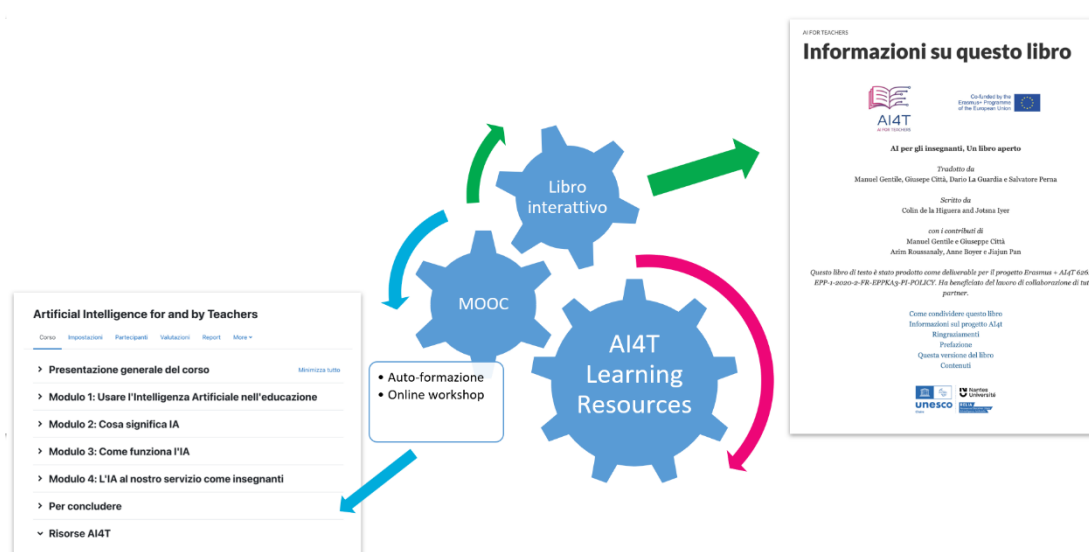 AI FOR TEACHERS
Informazioni su questo libro
AI4T
AI FOR TEACHERS
Co-funded by the
Erasmus+ Programme
of the European Union
AI per gli insegnanti, Un libro aperto
Tradotto da
Manuel Gentile, Giusepe Città, Dario La Guardia e Salvatore Perna
Scritto da
Colin de la Higuera and Jotsna Iyer
con i contributi di
Manuel Gentile e Giuseppe Città
Azim Roussanaly, Anne Boyer e Jiajun Pan
Questo libro di testo è stato prodotto come deliverable per il progetto Erasmus + AI4T 626
EPP-1-2020-2-FR-EPPKA3-PI-POLICY. Ha beneficiato del lavoro di collaborazione di tut
partner.
Come condividere questo libro
Informazioni sul progetto AI4t
Ringraziamenti
Prefazione
Questa versione del libro
Contenuti
unesco
Nantes
Université
Libro
interattivo
MOOC
AI4T
Learning
Resources
• Auto-formazione
• Online workshop
Artificial Intelligence for and by Teachers
Corso Impostazioni Partecipanti Valutazioni Report More
Presentazione generale del corso Minimizza tutto
Modulo 1: Usare l'Intelligenza Artificiale nell'educazione
Modulo 2: Cosa significa IA
Modulo 3: Come funziona l'IA
Modulo 4: L'IA al nostro servizio come insegnanti
Per concludere
Risorse AI4T